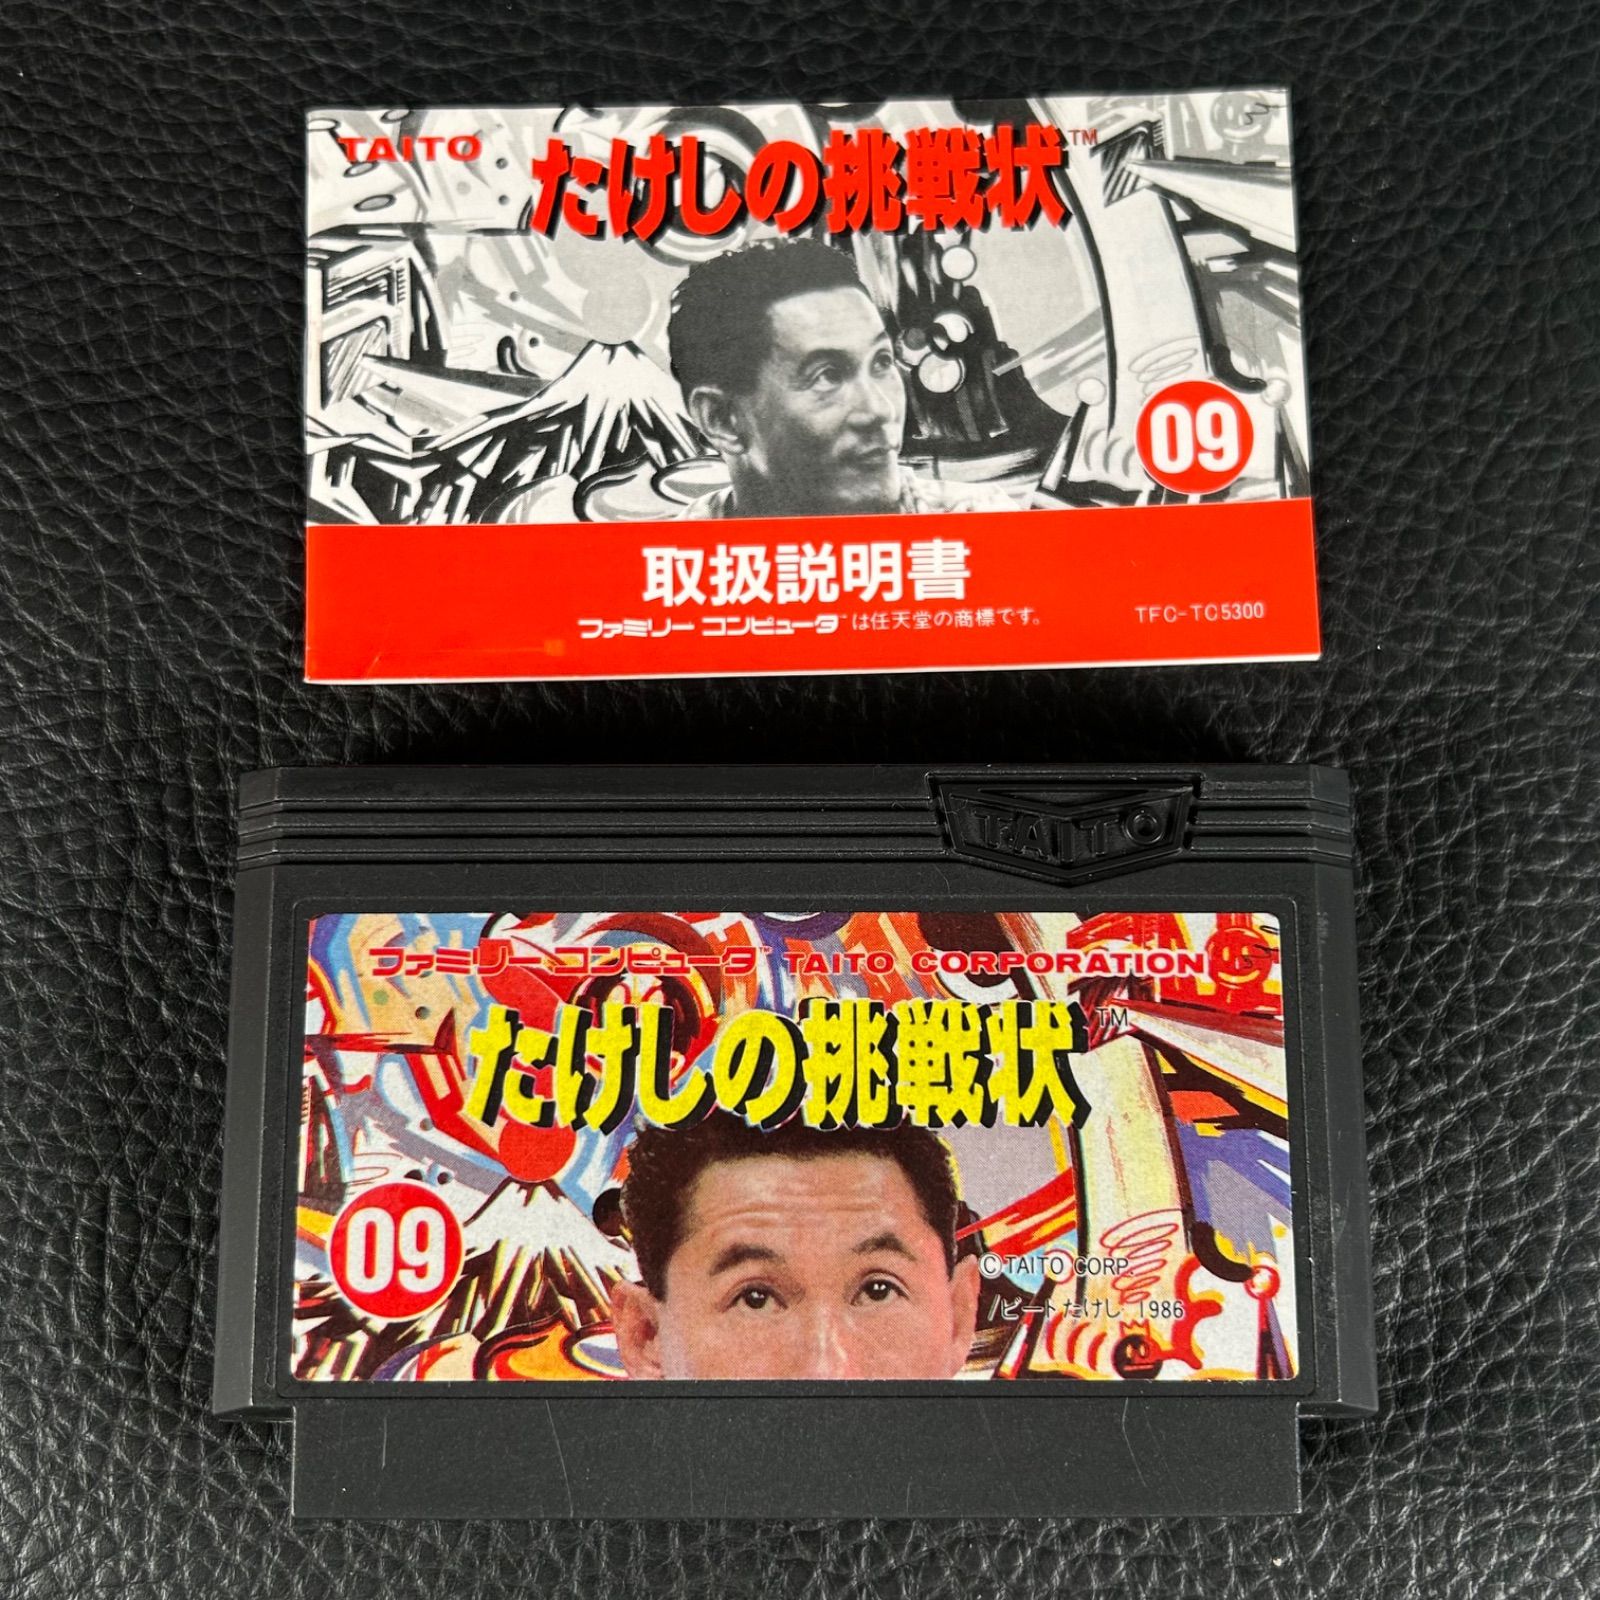 TAITO
たけしの挑戦状™
09
取扱説明書
ファミリー コンピュータ™は任天堂の商標です。
TFC-TC5300
TAITO
ファミリー コンピュータ™ TAITO CORPORATION
たけしの挑戦状™
09
©TAITO CORP.
/ビートたけし 1986